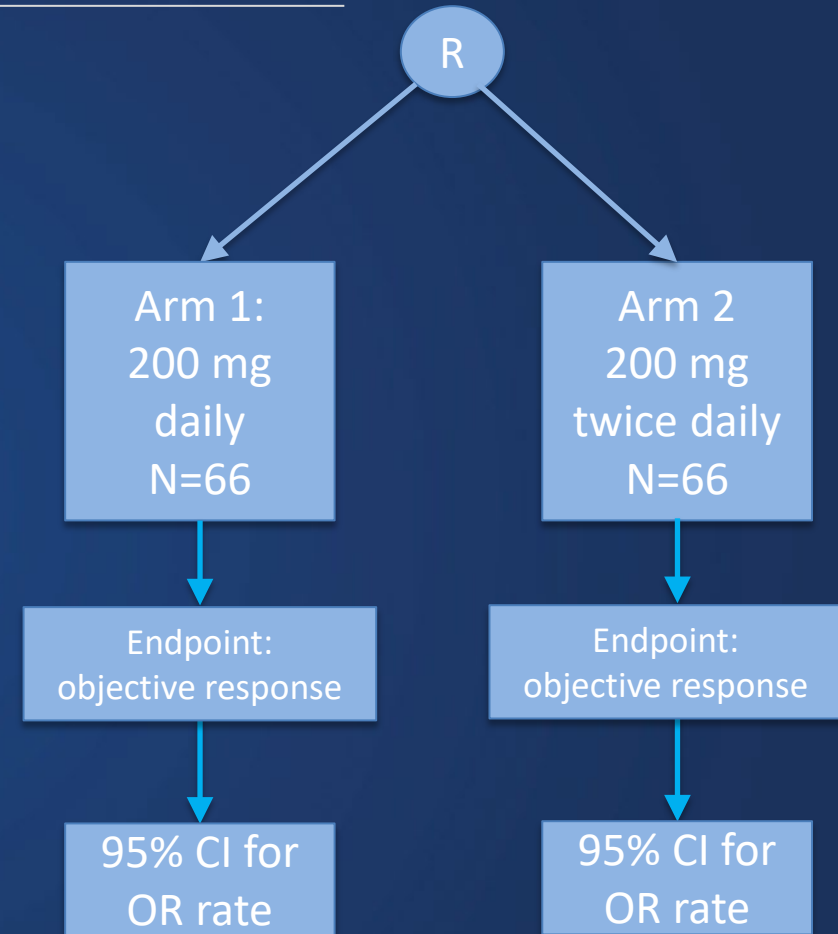 R
Arm 1:
200 mg
daily
N=66
Arm 2
200 mg
twice daily
N=66
Endpoint:
objective response
Endpoint:
objective response
95% CI for
OR rate
95% CI for
OR rate